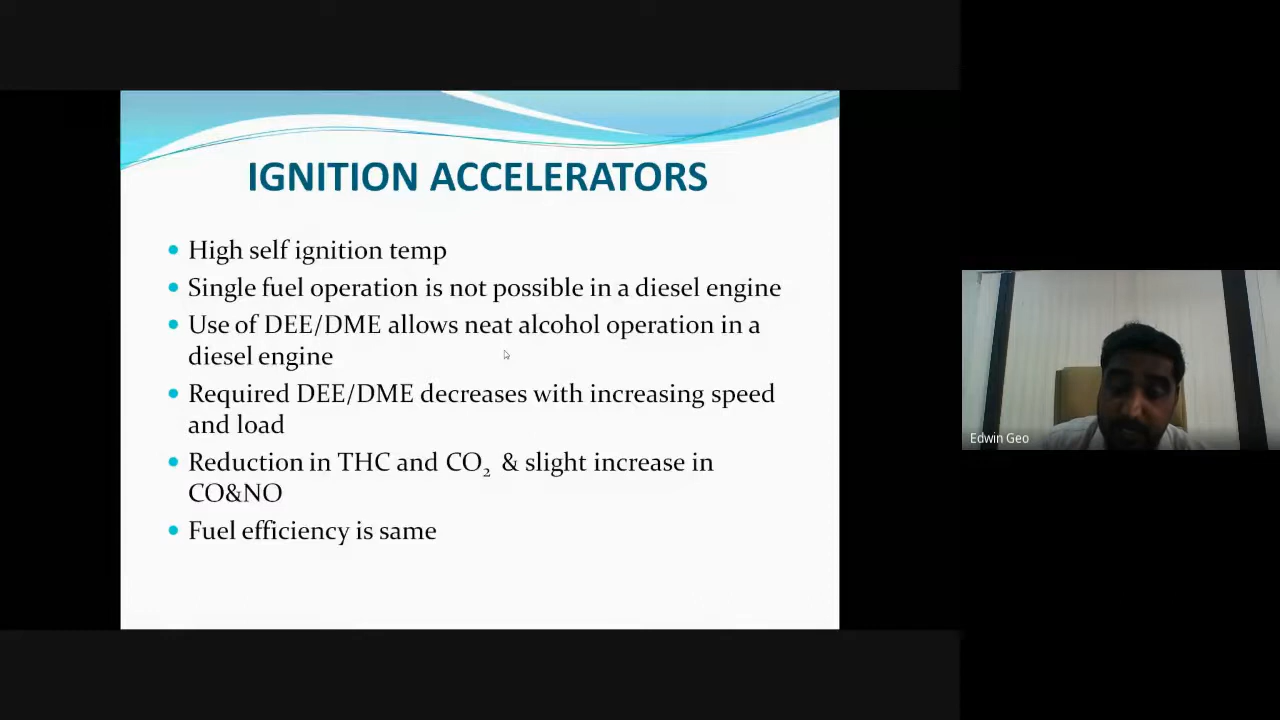 IGNITION ACCELERATORS
High self ignition temp
Single fuel operation is not possible in a diesel engine
Use of DEE/DME allows neat alcohol operation in a
diesel engine
Required DEE/DME decreases with increasing speed
and load
Reduction in THC and CO₂ & slight increase in
CO&NO
Fuel efficiency is same
Edwin Geo